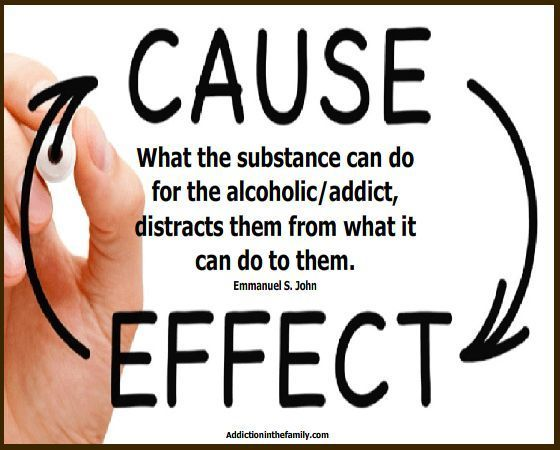 CAUSE
What the substance can do
for the alcoholic/addict,
distracts them from what it
can do to them.
Emmanuel S. John
EFFECT
Addictioninthefamily.com